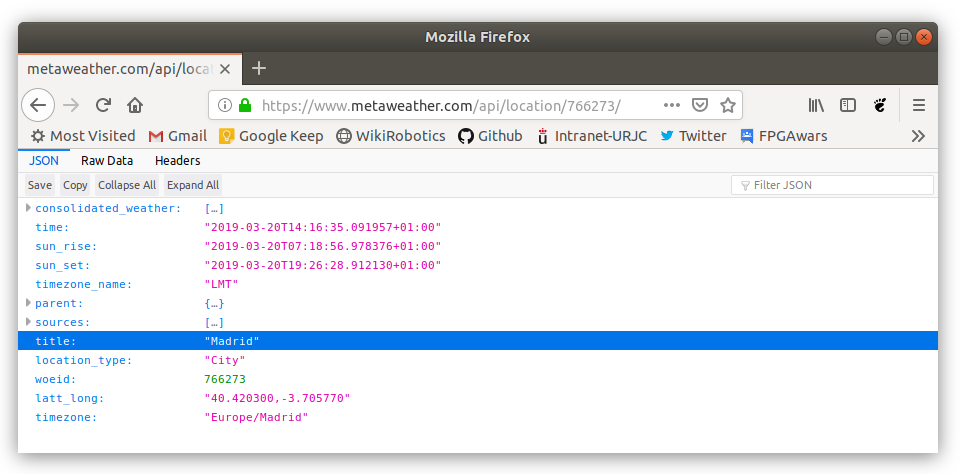 Mozilla Firefox
metaweather.com/api/loca
https://www.metaweather.com/api/location/766273/
Most Visited Gmail Google Keep WikiRobotics Github Intranet-URJC Twitter FPGAwars
JSON Raw Data Headers
Save Copy Collapse All Expand All Filter JSON
consolidated_weather: […]
time: "2019-03-20T14:16:35.091957+01:00"
sun_rise: "2019-03-20T07:18:56.978376+01:00"
sun_set: "2019-03-20T19:26:28.912130+01:00"
timezone_name: "LMT"
parent: {…}
sources: […]
title: "Madrid"
location_type: "City"
woeid: 766273
latt_long: "40.420300,-3.705770"
timezone: "Europe/Madrid"